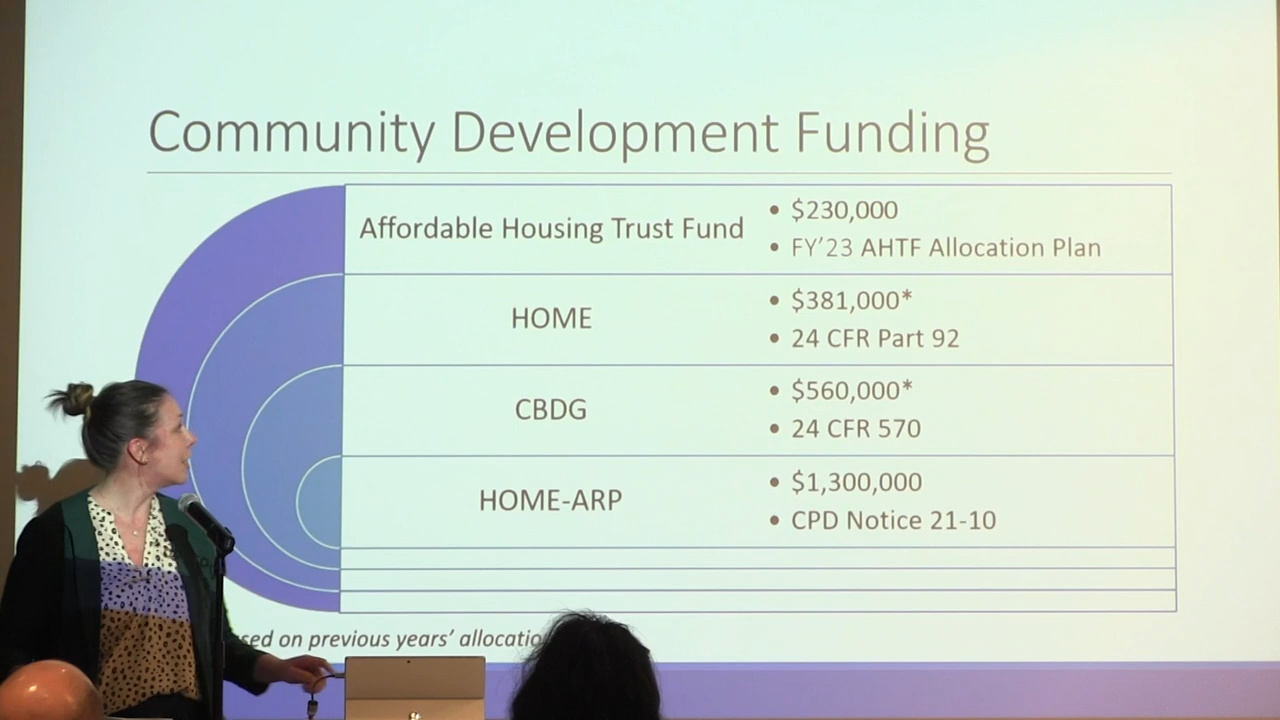 Community Development Funding
Affordable Housing Trust Fund
• $230,000
• FY’23 AHTF Allocation Plan
HOME
• $381,000*
• 24 CFR Part 92
CBDG
• $560,000*
• 24 CFR 570
HOME-ARP
• $1,300,000
• CPD Notice 21-10
on previous years’